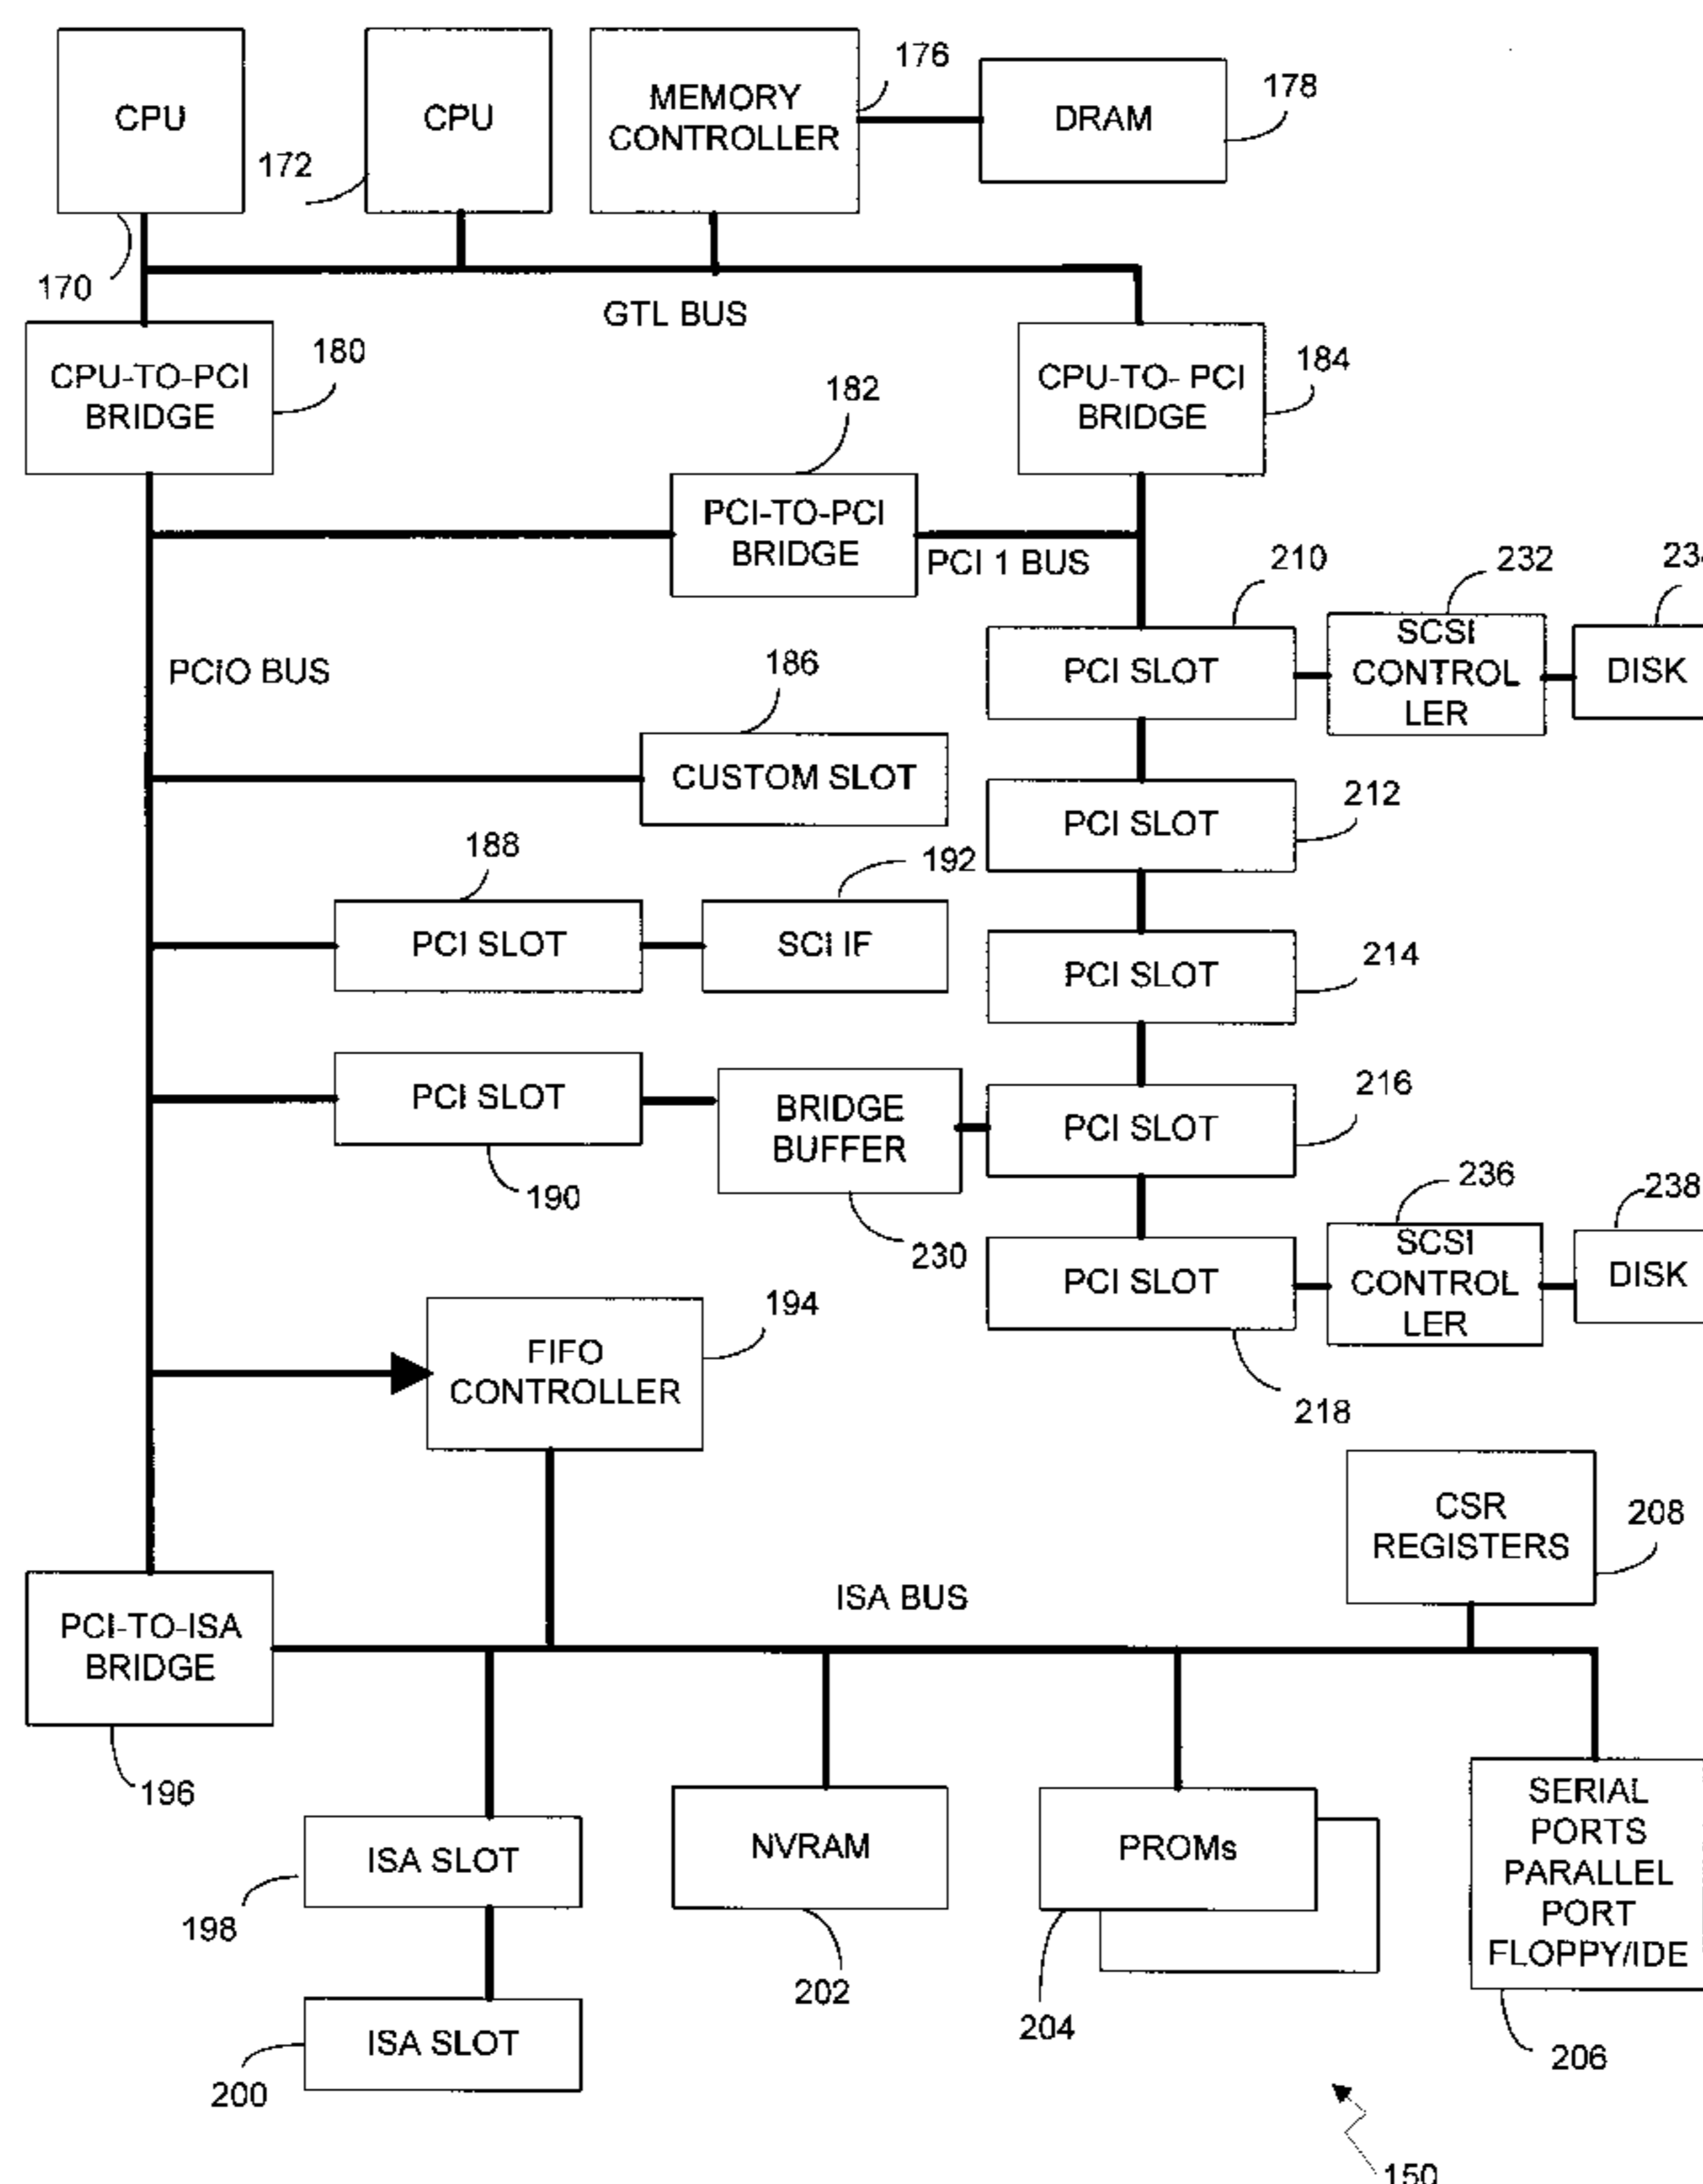 CPU
CPU
MEMORY
CONTROLLER
176
DRAM
178
172
170
GTL BUS
CPU-TO-PCI
BRIDGE
180
182
CPU-TO- PCI
BRIDGE
184
PCI-TO-PCI
BRIDGE
PCI 1 BUS
210
232
PCIO BUS
186
PCI SLOT
SCSI
CONTROL
LER
DISK
CUSTOM SLOT
212
PCI SLOT
188
192
PCI SLOT
SCI IF
PCI SLOT
214
PCI SLOT
190
BRIDGE
BUFFER
230
PCI SLOT
216
236
238
PCI SLOT
218
SCSI
CONTROL
LER
DISK
194
FIFO
CONTROLLER
CSR
REGISTERS
208
ISA BUS
PCI-TO-ISA
BRIDGE
196
ISA SLOT
198
NVRAM
202
PROMs
204
SERIAL
PORTS
PARALLEL
PORT
FLOPPY/IDE
206
ISA SLOT
200
150